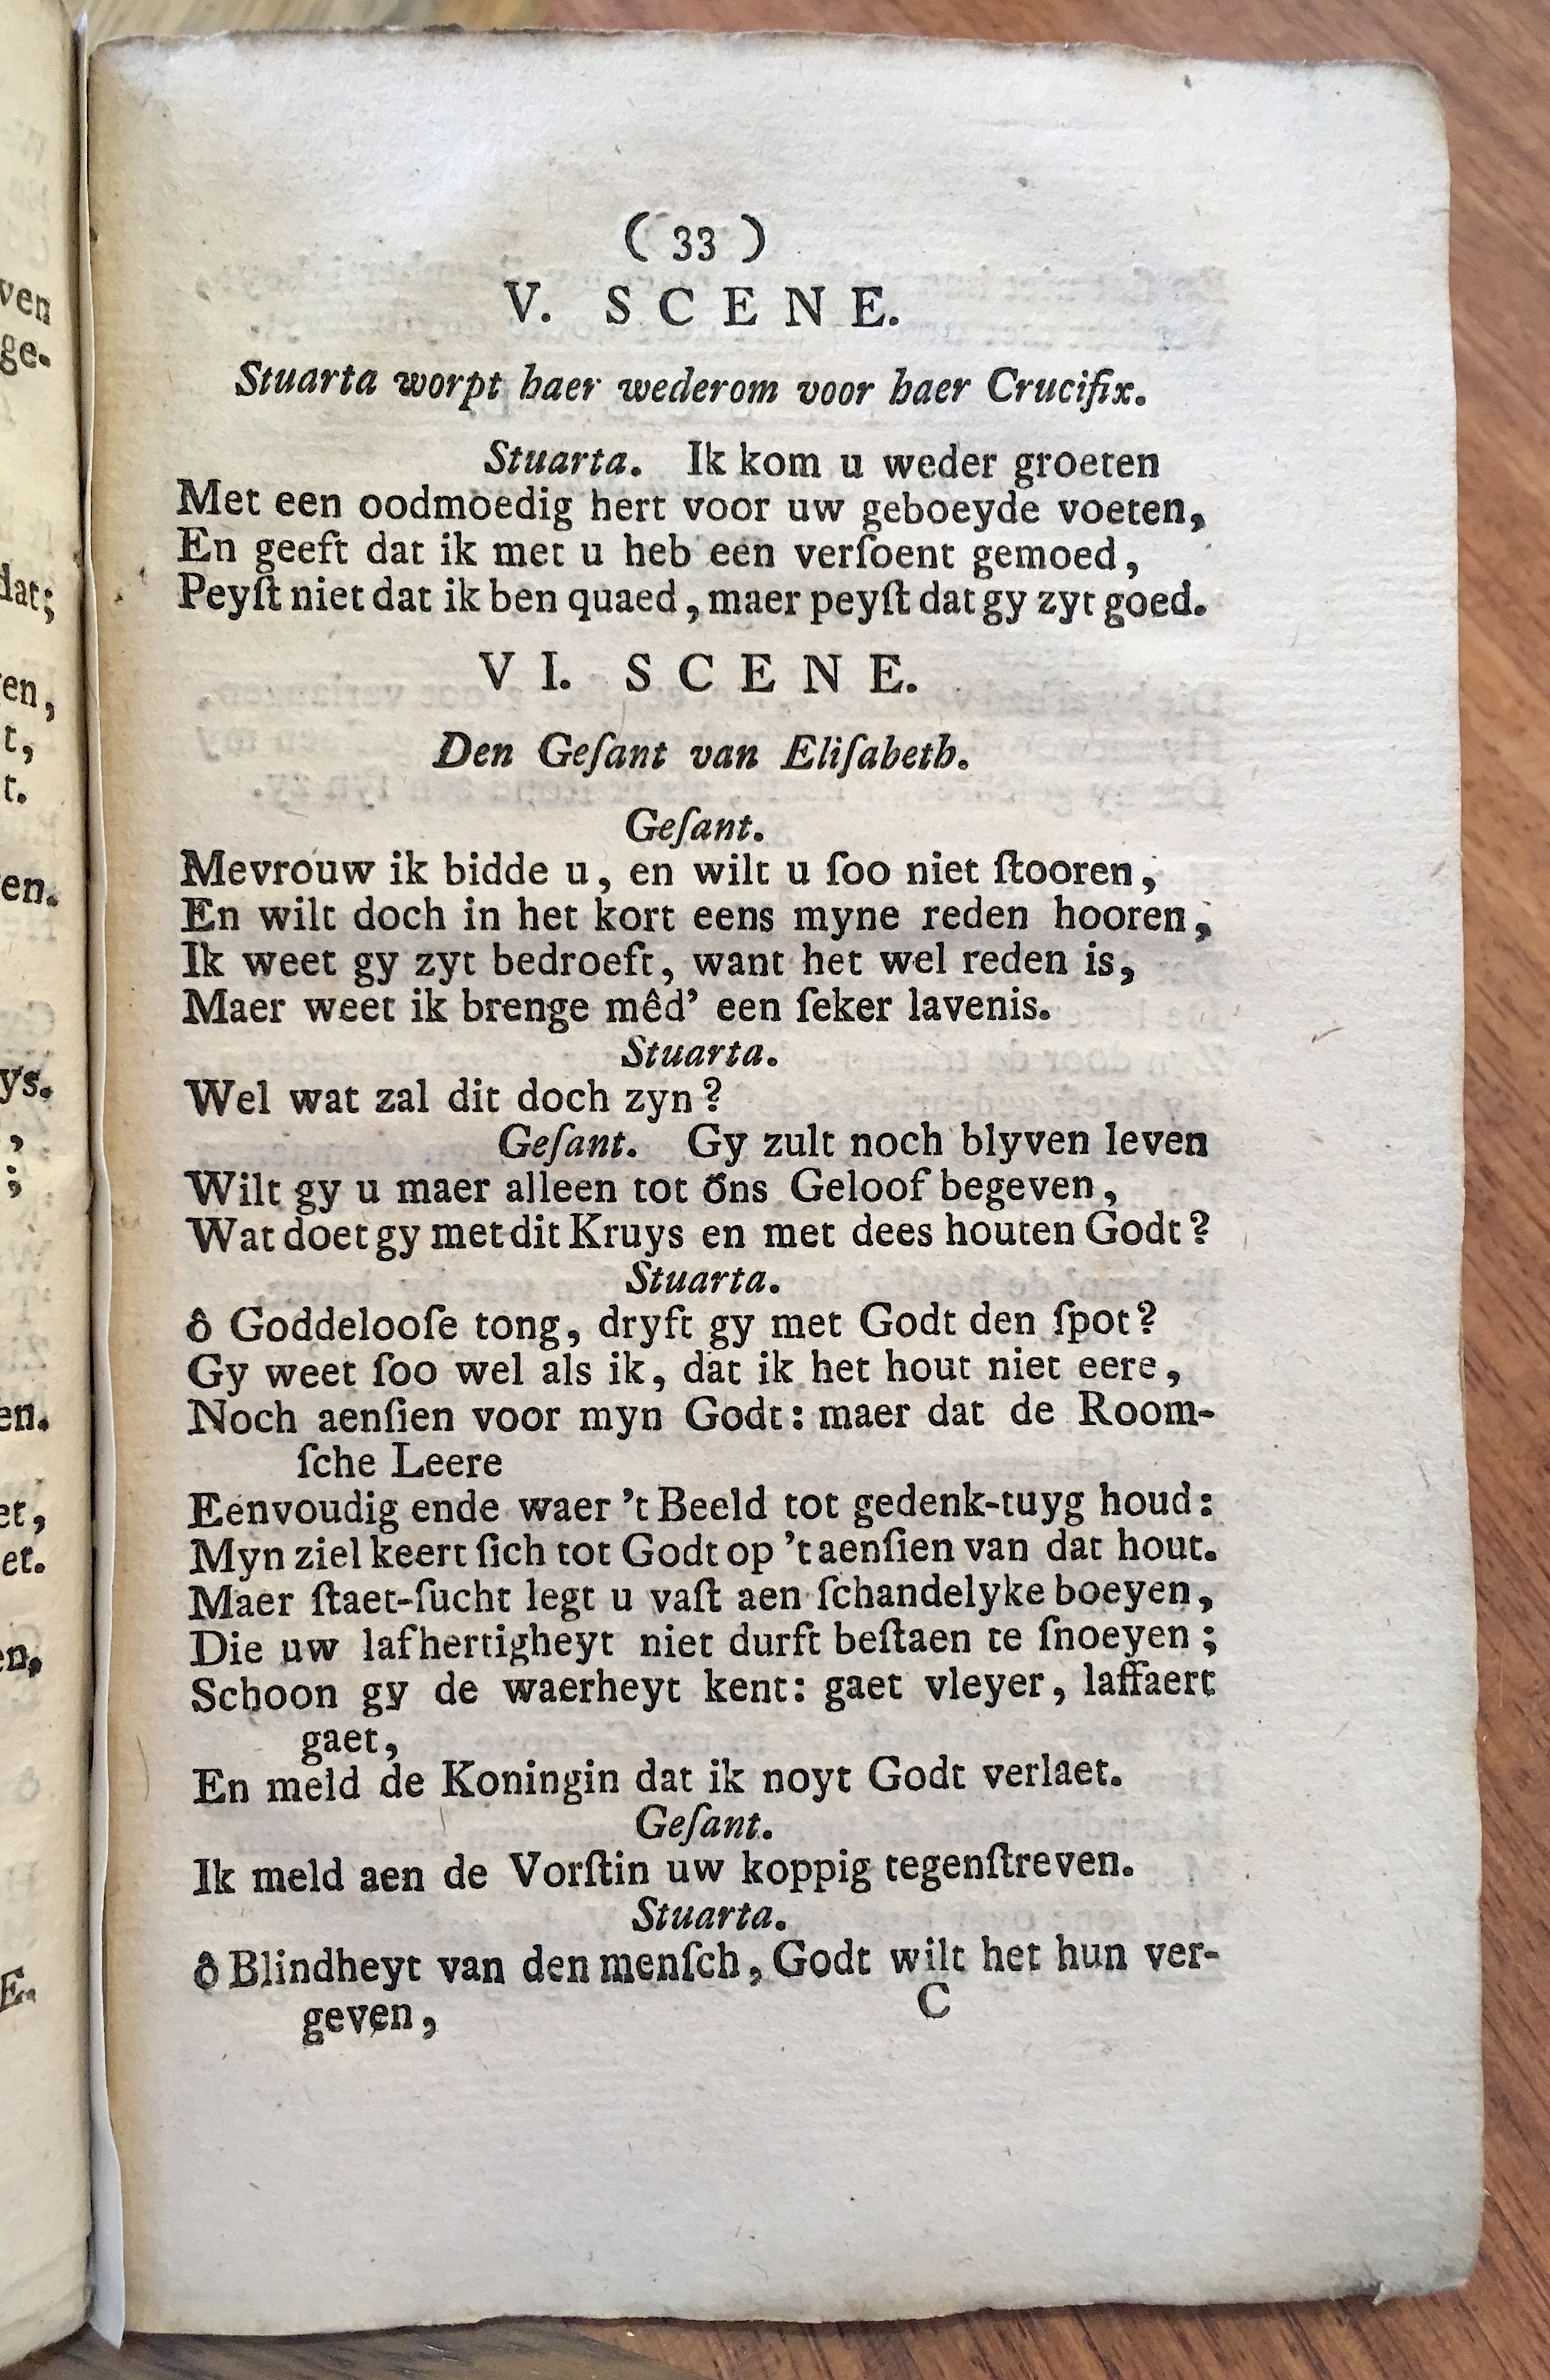 ( 33 )
V. SCENE.
Stuarta worpt haer wederom voor haer Crucifix.
Stuarta. Ik kom u weder groeten
Met een oodmoedig hert voor uw geboeyde voeten,
En geeft dat ik met u heb een verſoent gemoed,
Peyſt niet dat ik ben quaed, maer peyſt dat gy zyt goed.
VI. SCENE.
Den Geſant van Eliſabeth.
Geſant.
Mevrouw ik bidde u, en wilt u ſoo niet ſtooren,
En wilt doch in het kort eens myne reden hooren,
Ik weet gy zyt bedroeft, want het wel reden is,
Maer weet ik brenge mêd' een ſeker lavenis.
Stuarta.
Wel wat zal dit doch zyn?
Geſant. Gy zult noch blyven leven
Wilt gy u maer alleen tot ons Geloof begeven,
Wat doet gy met dit Kruys en met dees houten Godt?
Stuarta.
ô Goddelooſe tong, dryft gy met Godt den ſpot?
Gy weet ſoo wel als ik, dat ik het hout niet eere,
Noch aenſien voor myn Godt: maer dat de Room-
ſche Leere
Eenvoudig ende waer 't Beeld tot gedenk-tuyg houd:
Myn ziel keert ſich tot Godt op 't aenſien van dat hout.
Maer ſtaet-ſucht legt u vaſt aen ſchandelyke boeyen,
Die uw lafhertigheyt niet durft beſtaen te ſnoeyen;
Schoon gy de waerheyt kent: gaet vleyer, laffaert
gaet,
En meld de Koningin dat ik noyt Godt verlaet.
Geſant.
Ik meld aen de Vorſtin uw koppig tegenſtreven.
Stuarta.
ô Blindheyt van den menſch, Godt wilt het hun ver-
geven,
C
ven
ge-
dat;
en,
t,
t.
en.
ys.
,
;
en.
et,
et.
en.
E.